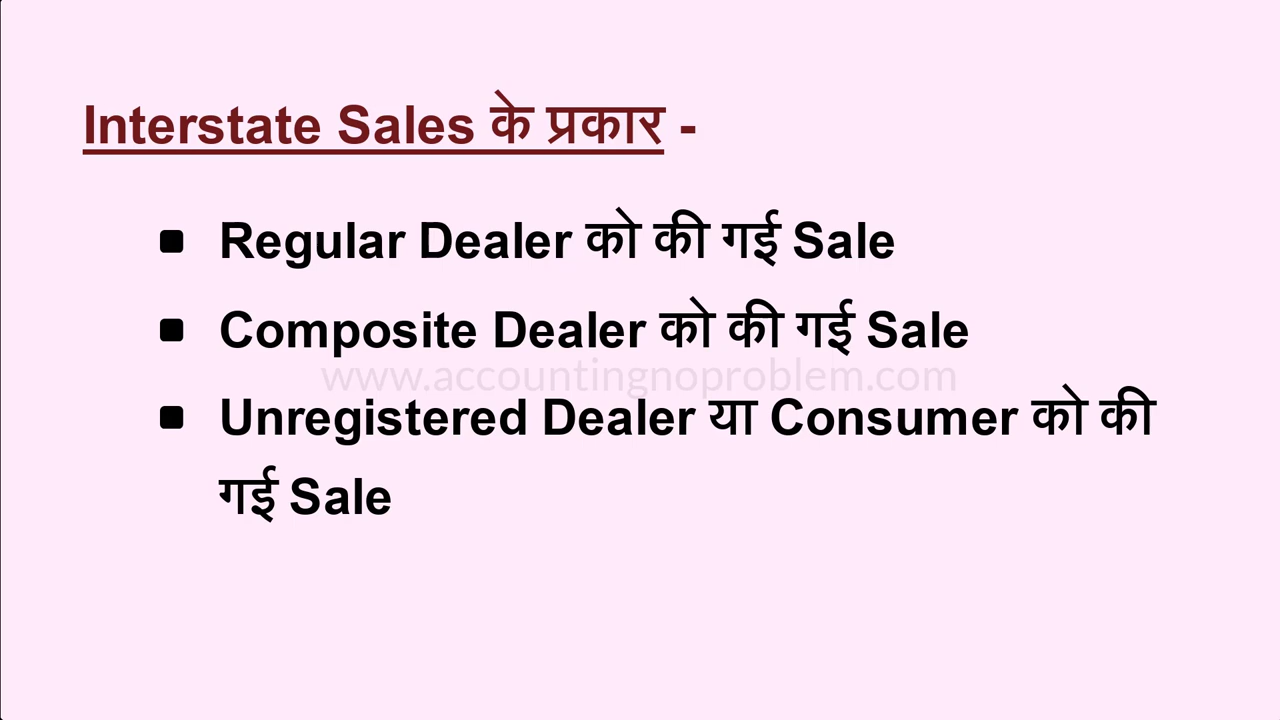 Interstate Sales के प्रकार -
Regular Dealer को की गई Sale
Composite Dealer को की गई Sale
www.accountingnoproblem.com
Unregistered Dealer या Consumer को की
गई Sale